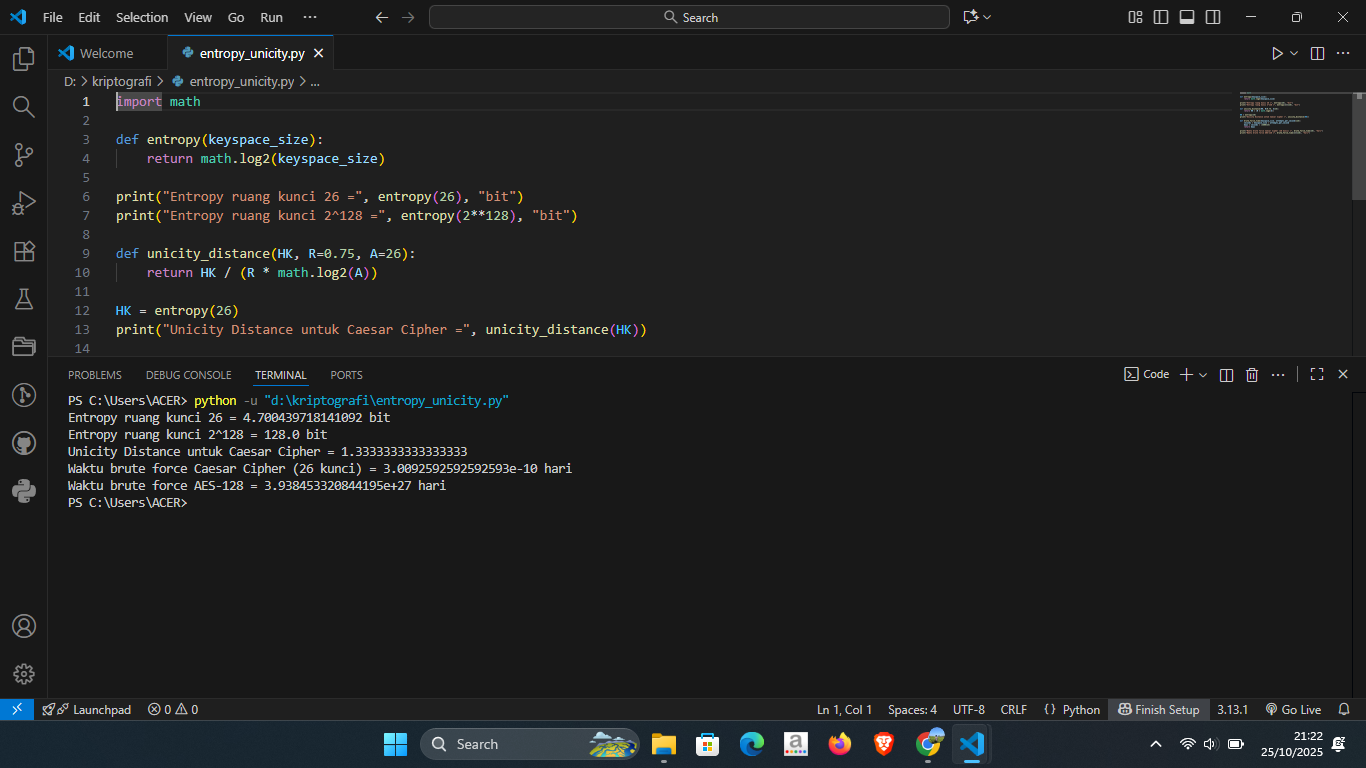 File Edit Selection View Go Run ···
Search
Welcome
entropy_unicity.py
D: > kriptografi > entropy_unicity.py > ...
1 import math
2
3 def entropy(keyspace_size):
4 return math.log2(keyspace_size)
5
6 print("Entropy ruang kunci 26 =", entropy(26), "bit")
7 print("Entropy ruang kunci 2^128 =", entropy(2**128), "bit")
8
9 def unicity_distance(HK, R=0.75, A=26):
10 return HK / (R * math.log2(A))
11
12 HK = entropy(26)
13 print("Unicity Distance untuk Caesar Cipher =", unicity_distance(HK))
14
PROBLEMS DEBUG CONSOLE TERMINAL PORTS
Code
PS C:\Users\ACER> python -u "d:\kriptografi\entropy_unicity.py"
Entropy ruang kunci 26 = 4.700439718141092 bit
Entropy ruang kunci 2^128 = 128.0 bit
Unicity Distance untuk Caesar Cipher = 1.3333333333333333
Waktu brute force Caesar Cipher (26 kunci) = 3.0092592592592593e-10 hari
Waktu brute force AES-128 = 3.938453320844195e+27 hari
PS C:\Users\ACER>
Launchpad 0 0 Ln 1, Col 1 Spaces: 4 UTF-8 CRLF {} Python Finish Setup 3.13.1 Go Live
Search
a
21:22
25/10/2025